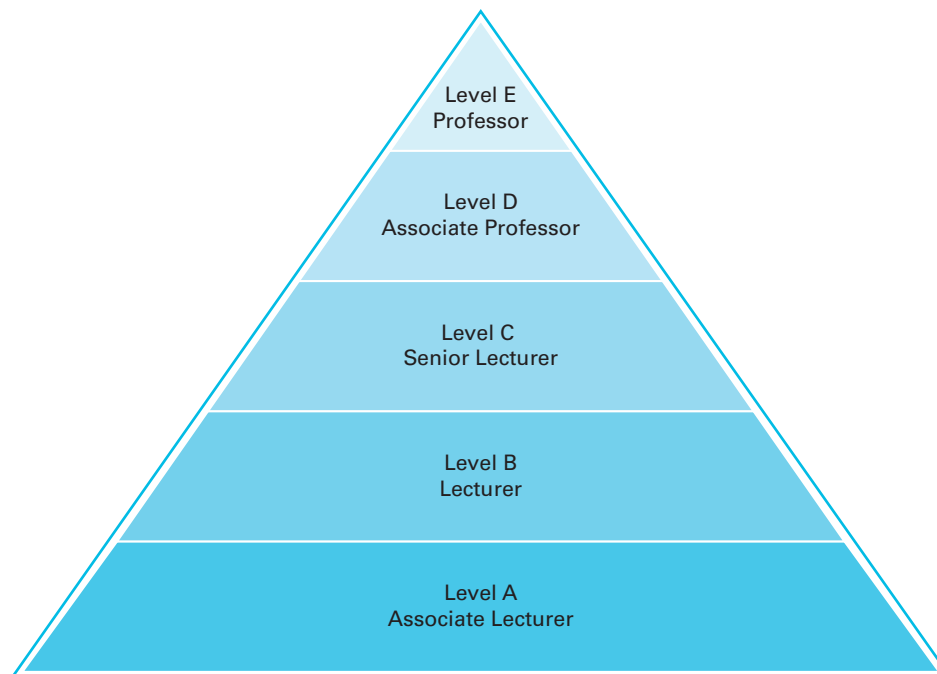 Level E
Professor
Level D
Associate Professor
Level C
Senior Lecturer
Level B
Lecturer
Level A
Associate Lecturer